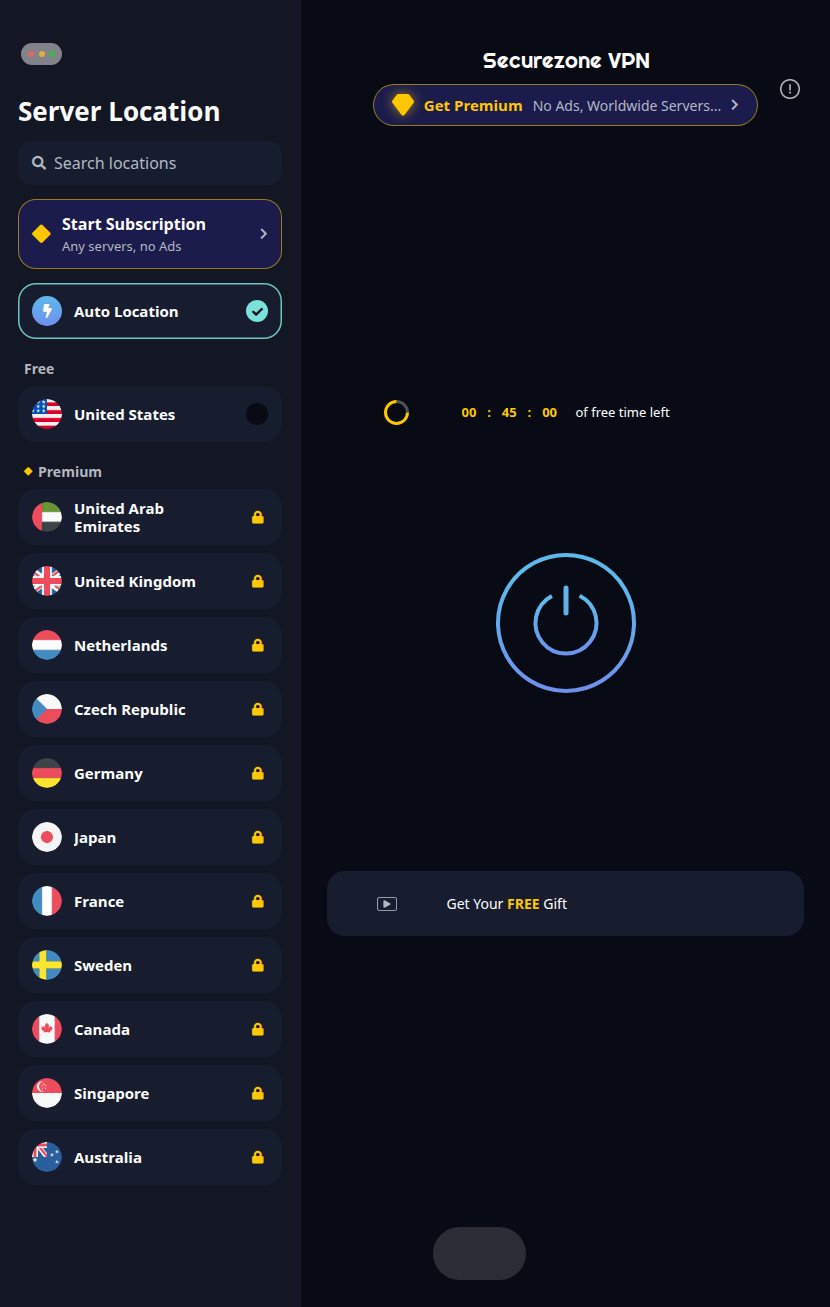 Server Location
Search locations
Start Subscription
Any servers, no Ads
Auto Location
Free
United States
Premium
United Arab
Emirates
United Kingdom
Netherlands
Czech Republic
Germany
Japan
France
Sweden
Canada
Singapore
Australia
Securezone VPN
Get Premium No Ads, Worldwide Servers...
00 : 45 : 00 of free time left
Get Your FREE Gift